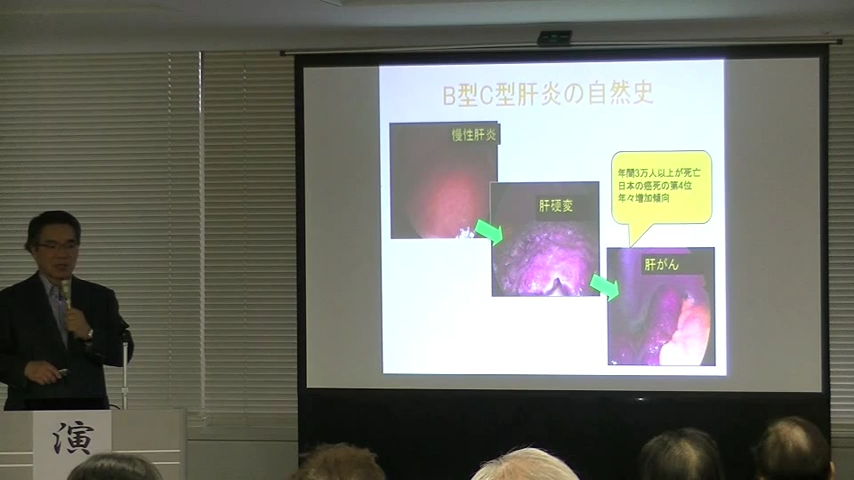 B型C型肝炎の自然史
慢性肝炎
肝硬変
年間3万人以上が死亡
日本の癌死の第4位
年々増加傾向
肝がん
演